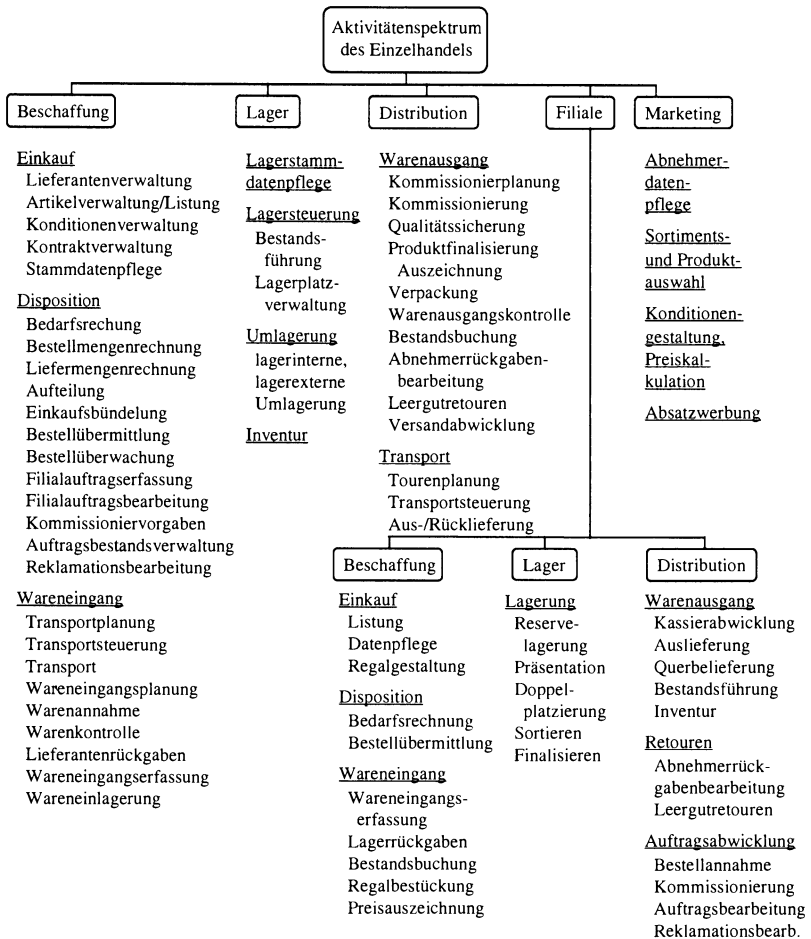 Aktivitätenspektrum
des Einzelhandels
Beschaffung
Lager
Distribution
Filiale
Marketing
Einkauf
Lieferantenverwaltung
Artikelverwaltung/Listung
Konditionenverwaltung
Kontraktverwaltung
Stammdatenpflege
Disposition
Bedarfsrechung
Bestellmengenrechnung
Liefermengenrechnung
Aufteilung
Einkaufsbündelung
Bestellübermittlung
Bestellüberwachung
Filialauftragserfassung
Filialauftragsbearbeitung
Kommissioniervorgaben
Auftragsbestandsverwaltung
Reklamationsbearbeitung
Wareneingang
Transportplanung
Transportsteuerung
Transport
Wareneingangsplanung
Warenannahme
Warenkontrolle
Lieferantenrückgaben
Wareneingangserfassung
Wareneinlagerung
Lagerstamm-
datenpflege
Lagersteuerung
Bestands-
führung
Lagerplatz-
verwaltung
Umlagerung
lagerinterne,
lagerexterne
Umlagerung
Inventur
Warenausgang
Kommissionierplanung
Kommissionierung
Qualitätssicherung
Produktfinalisierung
Auszeichnung
Verpackung
Warenausgangskontrolle
Bestandsbuchung
Abnehmerrückgaben-
bearbeitung
Leergutretouren
Versandabwicklung
Transport
Tourenplanung
Transportsteuerung
Aus-/Rücklieferung
Abnehmer-
daten-
pflege
Sortiments-
und Produkt-
auswahl
Konditionen-
gestaltung,
Preiskal-
kulation
Absatzwerbung
Beschaffung
Lager
Distribution
Einkauf
Listung
Datenpflege
Regalgestaltung
Disposition
Bedarfsrechnung
Bestellübermittlung
Wareneingang
Wareneingangs-
erfassung
Lagerrückgaben
Bestandsbuchung
Regalbestückung
Preisauszeichnung
Lagerung
Reserve-
lagerung
Präsentation
Doppel-
platzierung
Sortieren
Finalisieren
Warenausgang
Kassierabwicklung
Auslieferung
Querbelieferung
Bestandsführung
Inventur
Retouren
Abnehmerrück-
gabenbearbeitung
Leergutretouren
Auftragsabwicklung
Bestellannahme
Kommissionierung
Auftragsbearbeitung
Reklamationsbearb.